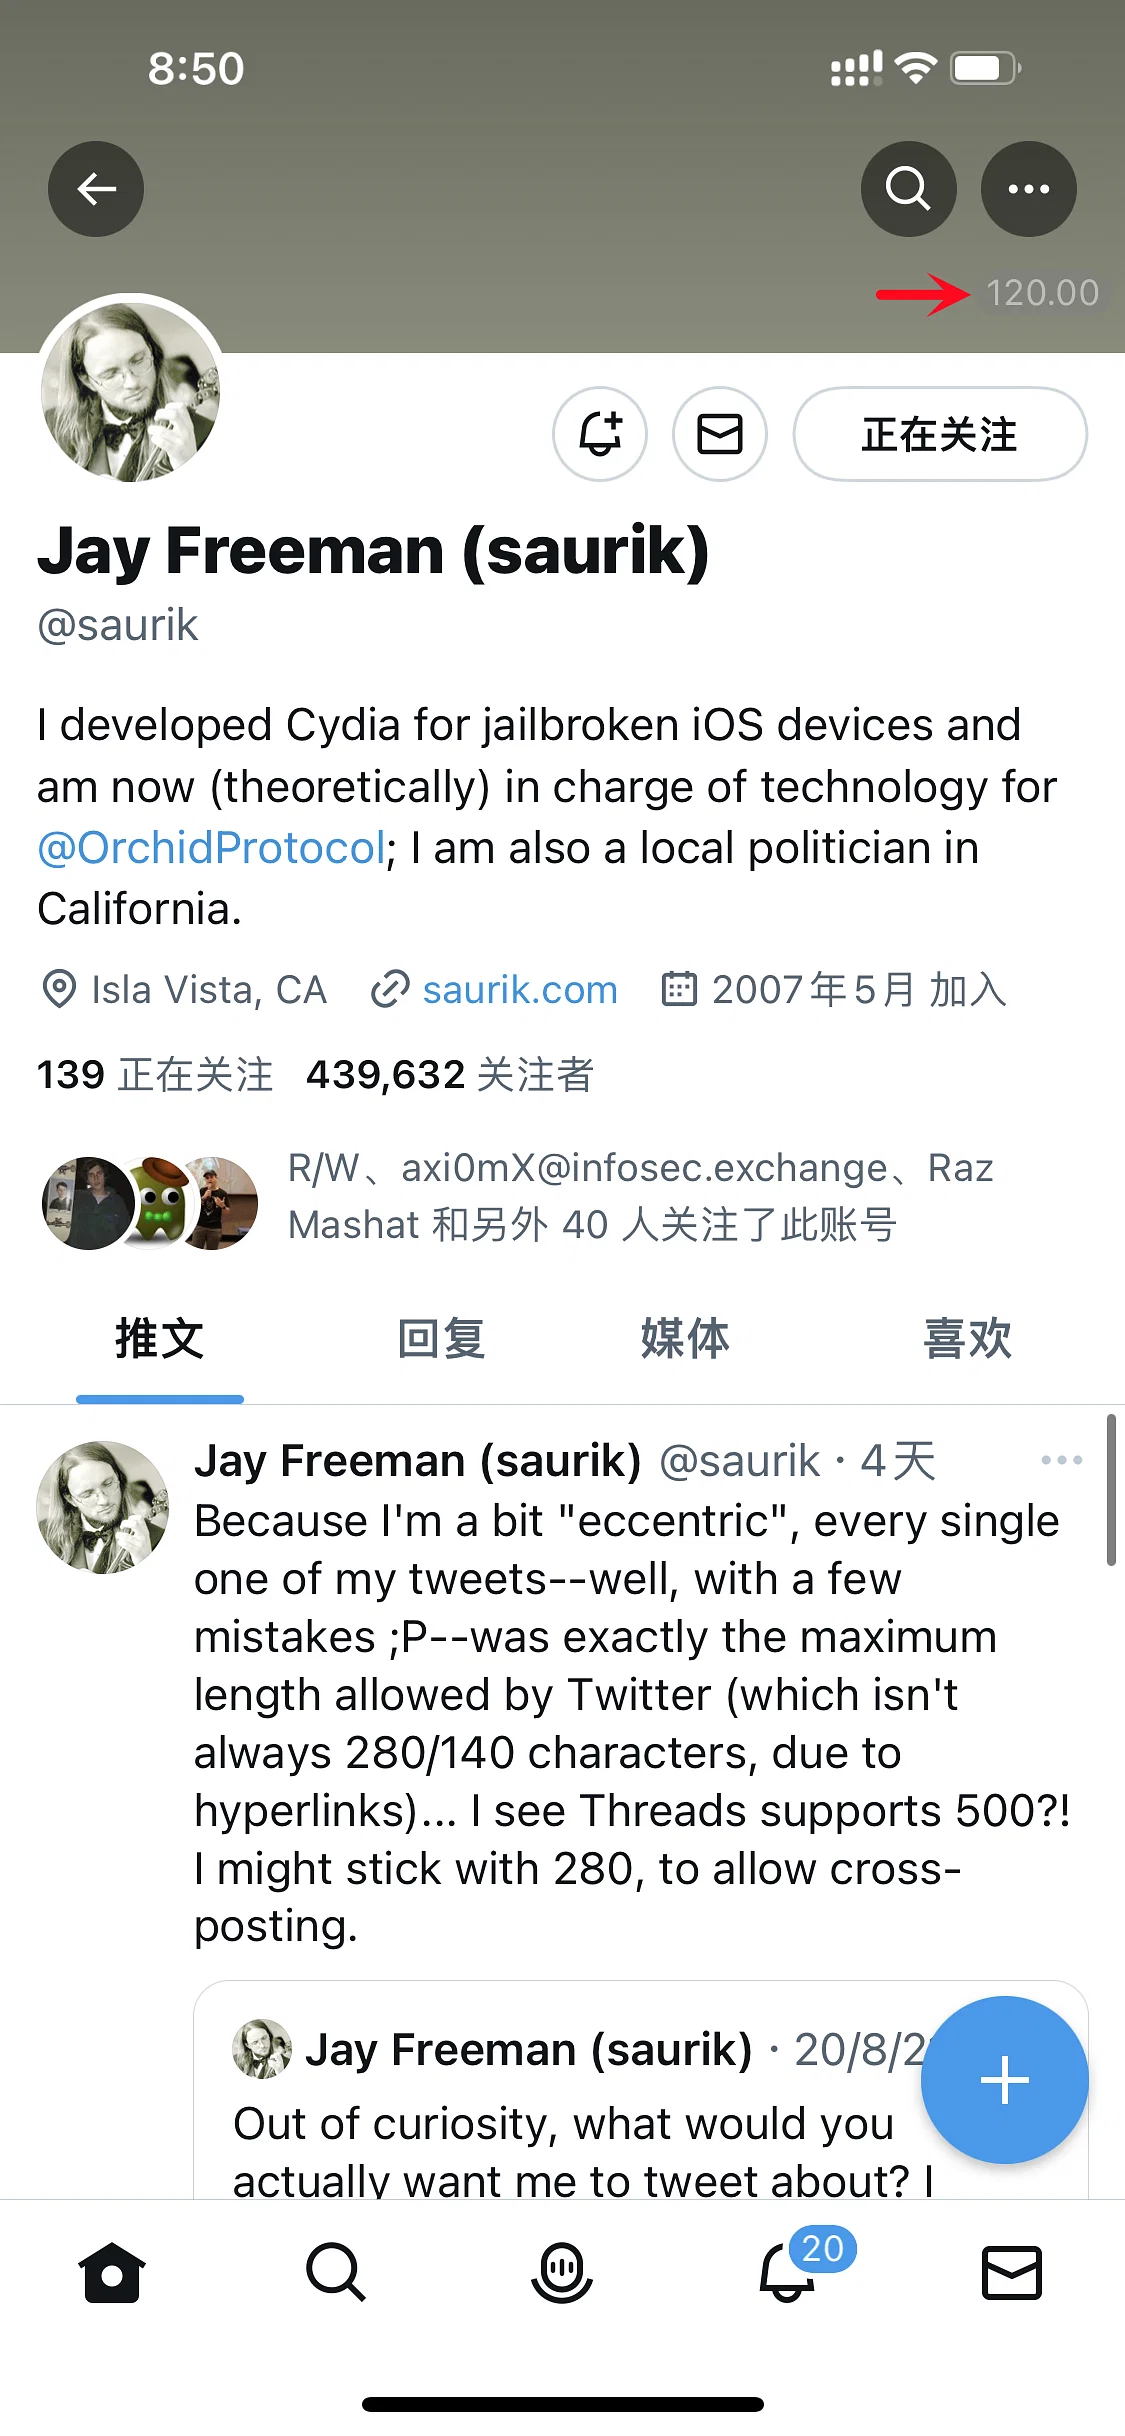 8:50
120.00
正在关注
Jay Freeman (saurik)
@saurik
I developed Cydia for jailbroken iOS devices and
am now (theoretically) in charge of technology for
@OrchidProtocol; I am also a local politician in
California.
Isla Vista, CA saurik.com 2007年5月 加入
139 正在关注 439,632 关注者
R/W、axi0mX@infosec.exchange、Raz
Mashat 和另外 40 人关注了此账号
推文 回复 媒体 喜欢
Jay Freeman (saurik) @saurik · 4天
Because I'm a bit "eccentric", every single
one of my tweets--well, with a few
mistakes ;P--was exactly the maximum
length allowed by Twitter (which isn't
always 280/140 characters, due to
hyperlinks)... I see Threads supports 500?!
I might stick with 280, to allow cross-
posting.
Jay Freeman (saurik) · 20/8/2
Out of curiosity, what would you
actually want me to tweet about? I
20